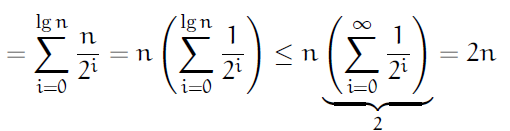 = \sum_{i=0}^{\lg n} \frac{n}{2^i} = n \left( \sum_{i=0}^{\lg n} \frac{1}{2^i} \right) \leq n \underbrace{\left( \sum_{i=0}^{\infty} \frac{1}{2^i} \right)}_{2} = 2n